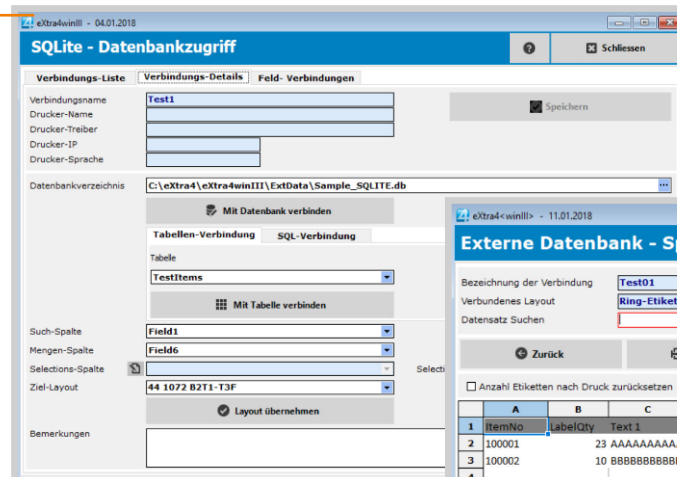 eXtra4winIII - 04.01.2018
SQLite - Datenbankzugriff
Schliessen
Verbindungs-Liste Verbindungs-Details Feld- Verbindungen
Verbindungsname Test1
Drucker-Name
Speichern
Drucker-Treiber
Drucker-IP
Drucker-Sprache
Datenbankverzeichnis C:\eXtra4\eXtra4winIII\ExtData\Sample_SQLITE.db
Mit Datenbank verbinden
Tabellen-Verbindung SQL-Verbindung
Tabelle
TestItems
Mit Tabelle verbinden
Such-Spalte Field1
Mengen-Spalte Field6
Selections-Spalte Selecti
Ziel-Layout 44 1072 B2T1-T3F
Layout übernehmen
Bemerkungen
eXtra4<winIII> - 11.01.2018
Externe Datenbank - S
Bezeichnung der Verbindung Test01
Verbundenes Layout Ring-Etiket
Datensatz Suchen
Zurück
Anzahl Etiketten nach Druck zurücksetzen
A B C
1 ItemNo LabelQty Text 1
2 100001 23 AAAAAAAAA
3 100002 10 BBBBBBBBBB
4